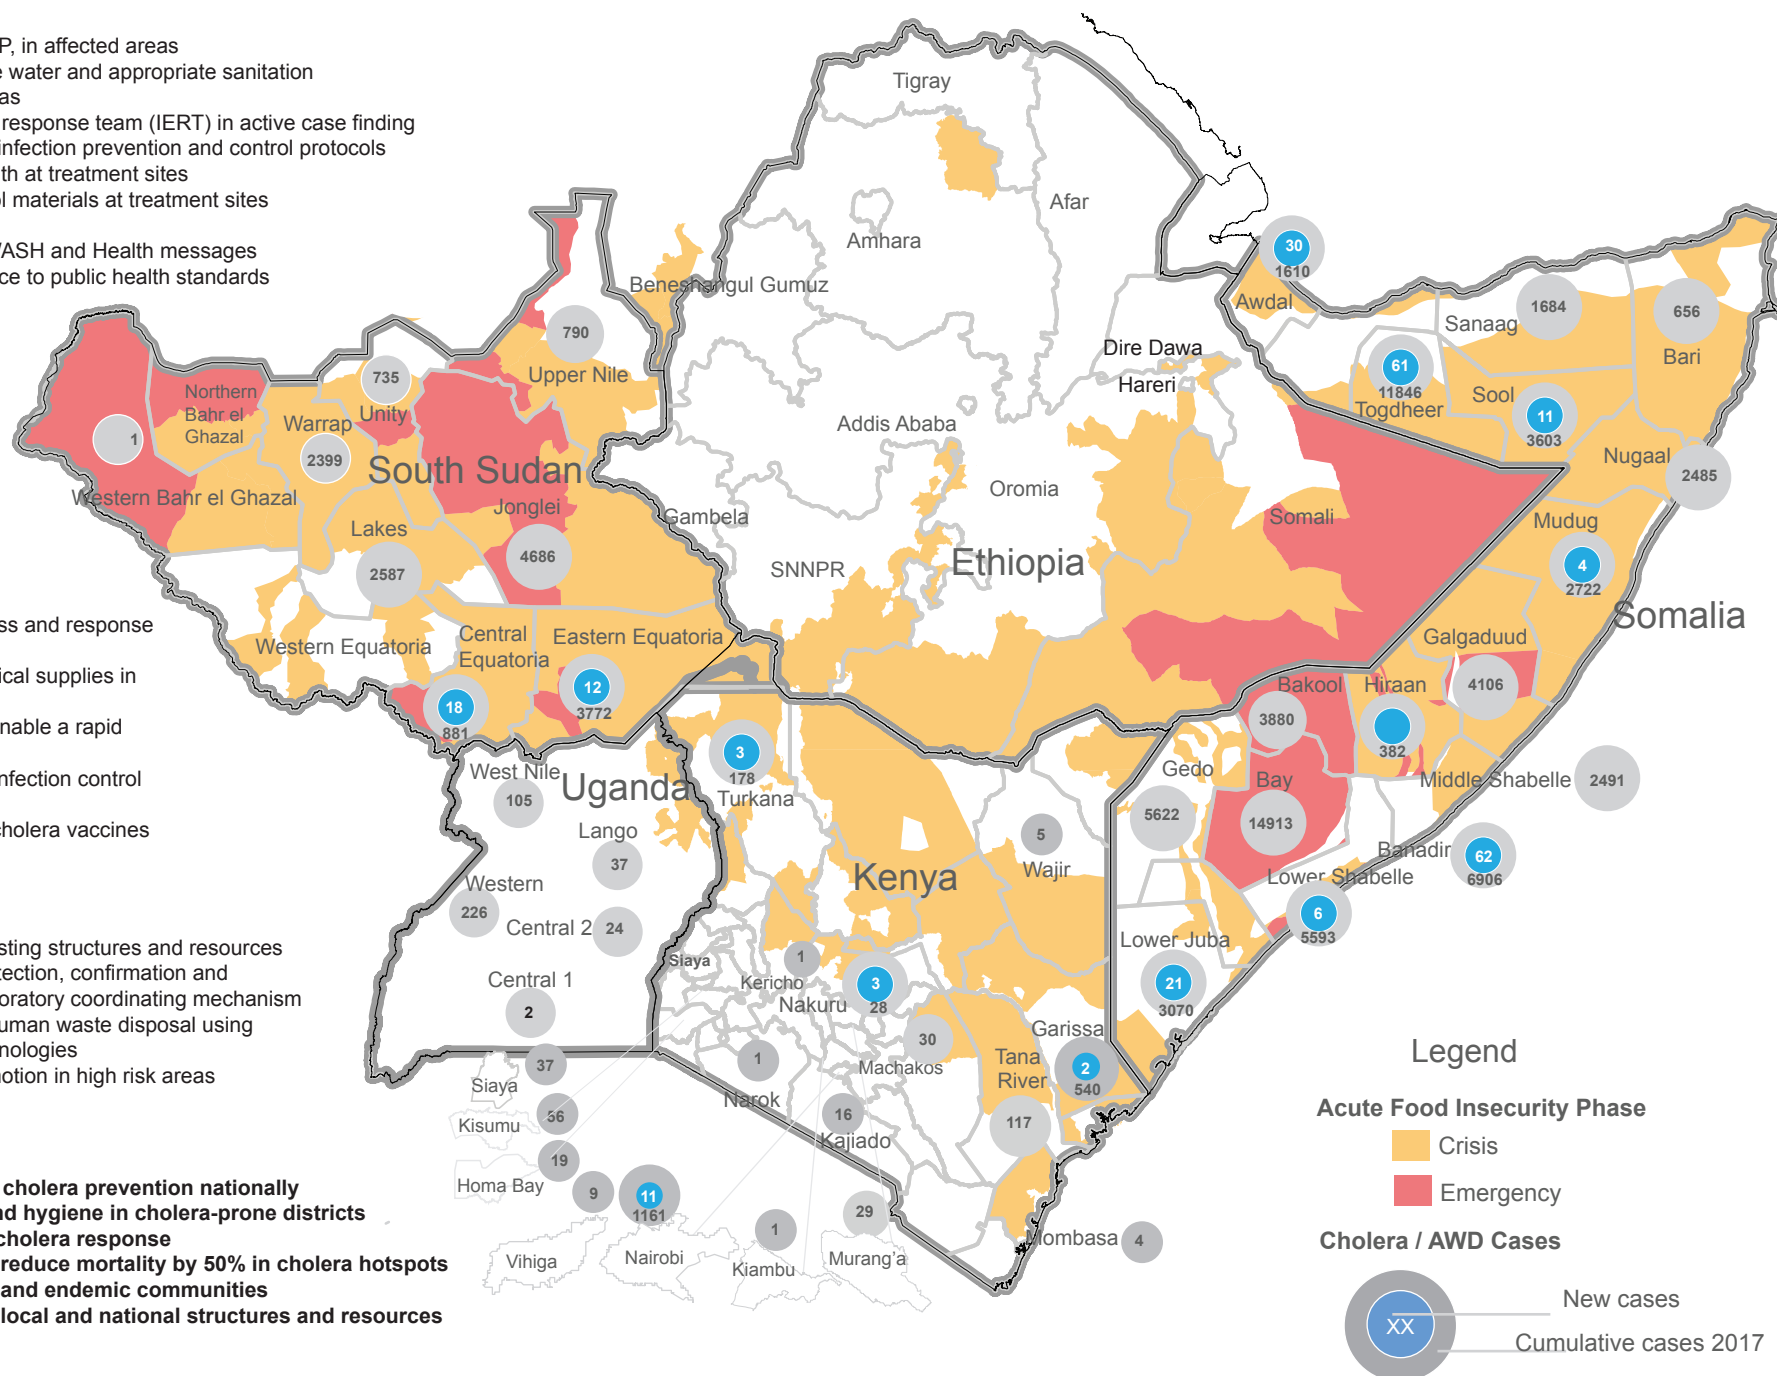 P, in affected areas
e water and appropriate sanitation
as
response team (IERT) in active case finding
infection prevention and control protocols
th at treatment sites
ol materials at treatment sites
WASH and Health messages
ce to public health standards
ss and response
ical supplies in
nable a rapid
nfection control
cholera vaccines
sting structures and resources
tection, confirmation and
oratory coordinating mechanism
uman waste disposal using
nologies
notion in high risk areas
cholera prevention nationally
nd hygiene in cholera-prone districts
cholera response
reduce mortality by 50% in cholera hotspots
and endemic communities
local and national structures and resources
Tigray
Afar
Amhara
Beneshangul Gumuz
Dire Dawa
Hareri
Addis Ababa
Oromia
Somali
Gambela
SNNPR
Ethiopia
790
Upper Nile
735
Unity
Northern
Bahr el
Ghazal
Warrap
2399
1
Western Bahr el Ghazal
South Sudan
Jonglei
4686
Lakes
2587
Western Equatoria
Central
Equatoria
18
881
Eastern Equatoria
12
3772
30
1610
Awdal
Sanaag
1684
656
Bari
61
11846
Togdheer
Sool
11
3603
Nugaal
2485
Mudug
4
2722
Somalia
Galgaduud
4106
Bakool
3880
Hiraan
382
Middle Shabelle
2491
Gedo
5622
Bay
14913
Banadir
62
6906
Lower Shabelle
6
5593
Lower Juba
21
3070
West Nile
105
Uganda
Lango
37
Western
226
Central 2
24
Central 1
2
3
178
Turkana
Kenya
5
Wajir
Siaya
1
Kericho
Nakuru
3
28
30
Machakos
Garissa
2
540
Tana
River
117
1
Narok
16
Kajiado
Siaya
37
Kisumu
56
Homa Bay
19
9
Vihiga
11
1161
Nairobi
1
Kiambu
29
Murang’a
Mombasa
4
Legend
Acute Food Insecurity Phase
Crisis
Emergency
Cholera / AWD Cases
XX
New cases
Cumulative cases 2017